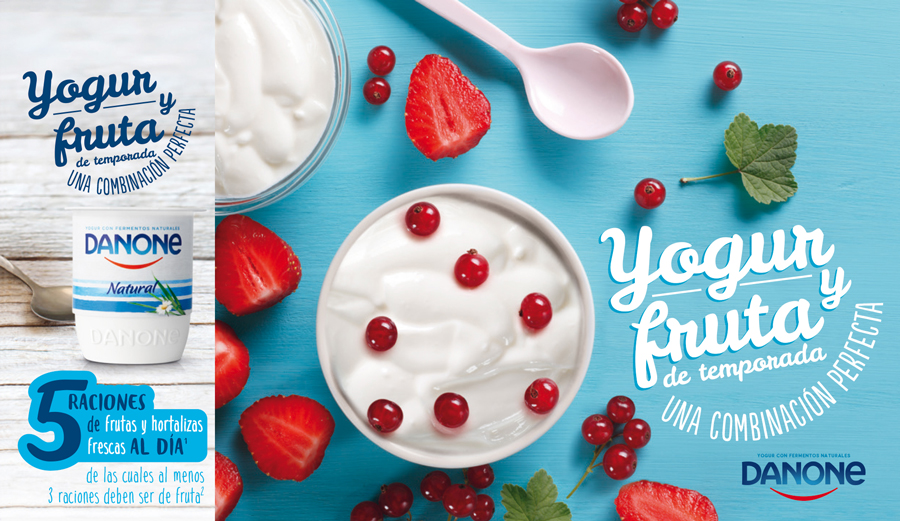 Yogur y
fruta
de temporada
UNA COMBINACIÓN PERFECTA
YOGUR CON FERMENTOS NATURALES
DANONE
Natural
DANONE
5 RACIONES
de frutas y hortalizas
frescas AL DÍA¹
de las cuales al menos
3 raciones deben ser de fruta²
Yogur y
fruta
de temporada
UNA COMBINACIÓN PERFECTA
YOGUR CON FERMENTOS NATURALES
DANONE